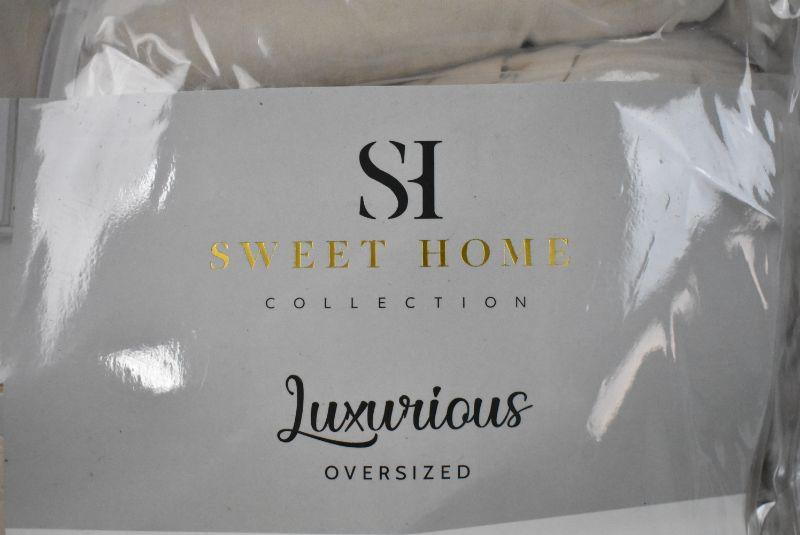 SH
SWEET HOME
COLLECTION
Luxurious
OVERSIZED